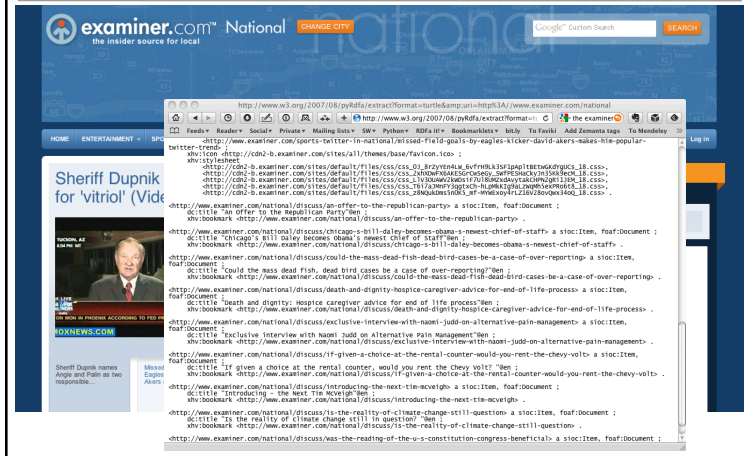 examiner.com™ National CHANGE CITY
the insider source for local
Google™ Custom Search SEARCH
HOME ENTERTAINMENT SPO
Log in
Sheriff Dupnik
for 'vitriol' (Vide
TUCSON, AZ
FOXNEWS.COM
Sheriff Dupnik names
Angle and Palin as two
responsible...
Missed
Eagles
Akers
http://www.w3.org/2007/08/pyRdfa/extract?format=turtle&amp;uri=http%3A//www.examiner.com/national
http://www.w3.org/2007/08/pyRdfa/extract?format=tu the examiner
Feeds Reader Social Private Mailing lists SW Python RDFa it! Bookmarklets bit.ly To Faviki Add Zemanta tags To Mendeley
<http://www.examiner.com/sports-twitter-in-national/missed-field-goals-by-eagles-kicker-david-akers-makes-him-popular-
twitter-trend> ;
xhv:icon <http://cdn2-b.examiner.com/sites/all/themes/base/favicon.ico> ;
xhv:stylesheet
<http://www.examiner.com/national/discuss/an-offer-to-the-republican-party> a sioc:Item, foaf:Document ;
dc:title "An Offer to the Republican Party"@en ;
xhv:bookmark <http://www.examiner.com/national/discuss/an-offer-to-the-republican-party> .
<http://www.examiner.com/national/discuss/chicago-s-bill-daley-becomes-obama-s-newest-chief-of-staff> a sioc:Item,
foaf:Document ;
dc:title "Chicago's Bill Daley becomes Obama's newest Chief of Staff"@en ;
xhv:bookmark <http://www.examiner.com/national/discuss/chicago-s-bill-daley-becomes-obama-s-newest-chief-of-staff> .
<http://www.examiner.com/national/discuss/could-the-mass-dead-fish-dead-bird-cases-be-a-case-of-over-reporting> a sioc:Item,
foaf:Document ;
dc:title "Could the mass dead fish, dead bird cases be a case of over-reporting?"@en ;
xhv:bookmark <http://www.examiner.com/national/discuss/could-the-mass-dead-fish-dead-bird-cases-be-a-case-of-over-reporting> .
<http://www.examiner.com/national/discuss/death-and-dignity-hospice-caregiver-advice-for-end-of-life-process> a sioc:Item,
foaf:Document ;
dc:title "Death and dignity: Hospice caregiver advice for end of life process"@en ;
xhv:bookmark <http://www.examiner.com/national/discuss/death-and-dignity-hospice-caregiver-advice-for-end-of-life-process> .
<http://www.examiner.com/national/discuss/exclusive-interview-with-naomi-judd-on-alternative-pain-management> a sioc:Item,
foaf:Document ;
dc:title "Exclusive interview with Naomi Judd on Alternative Pain Management"@en ;
xhv:bookmark <http://www.examiner.com/national/discuss/exclusive-interview-with-naomi-judd-on-alternative-pain-management> .
<http://www.examiner.com/national/discuss/if-given-a-choice-at-the-rental-counter-would-you-rent-the-chevy-volt> a sioc:Item,
foaf:Document ;
dc:title "If given a choice at the rental counter, would you rent the Chevy Volt? "@en ;
xhv:bookmark <http://www.examiner.com/national/discuss/if-given-a-choice-at-the-rental-counter-would-you-rent-the-chevy-volt> .
<http://www.examiner.com/national/discuss/introducing-the-next-tim-mcveigh> a sioc:Item, foaf:Document ;
dc:title "Introducing - the Next Tim McVeigh"@en ;
xhv:bookmark <http://www.examiner.com/national/discuss/introducing-the-next-tim-mcveigh> .
<http://www.examiner.com/national/discuss/is-the-reality-of-climate-change-still-question> a sioc:Item, foaf:Document ;
dc:title "Is the reality of climate change still in question? "@en ;
xhv:bookmark <http://www.examiner.com/national/discuss/is-the-reality-of-climate-change-still-question> .
<http://www.examiner.com/national/discuss/was-the-reading-of-the-u-s-constitution-congress-beneficial> a sioc:Item, foaf:Document ;